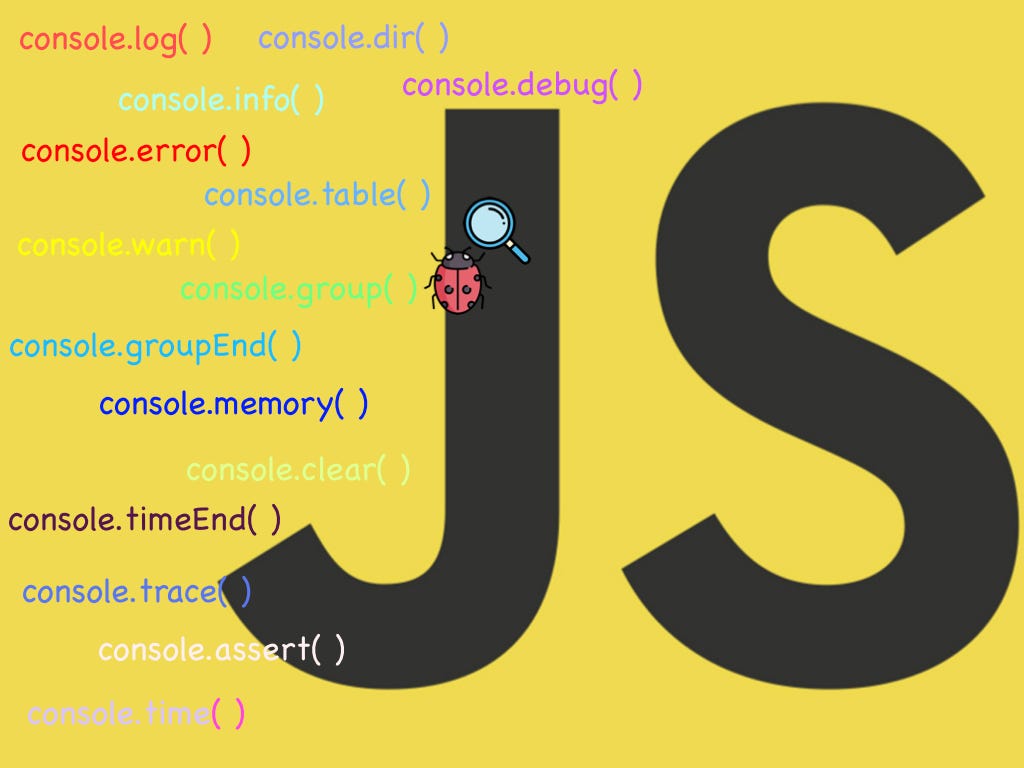 console.log( )
console.dir( )
console.debug( )
console.info( )
console.error( )
console.table( )
console.warn( )
console.group( )
console.groupEnd( )
console.memory( )
console.clear( )
console.timeEnd( )
console.trace( )
console.assert( )
console.time( )
JS